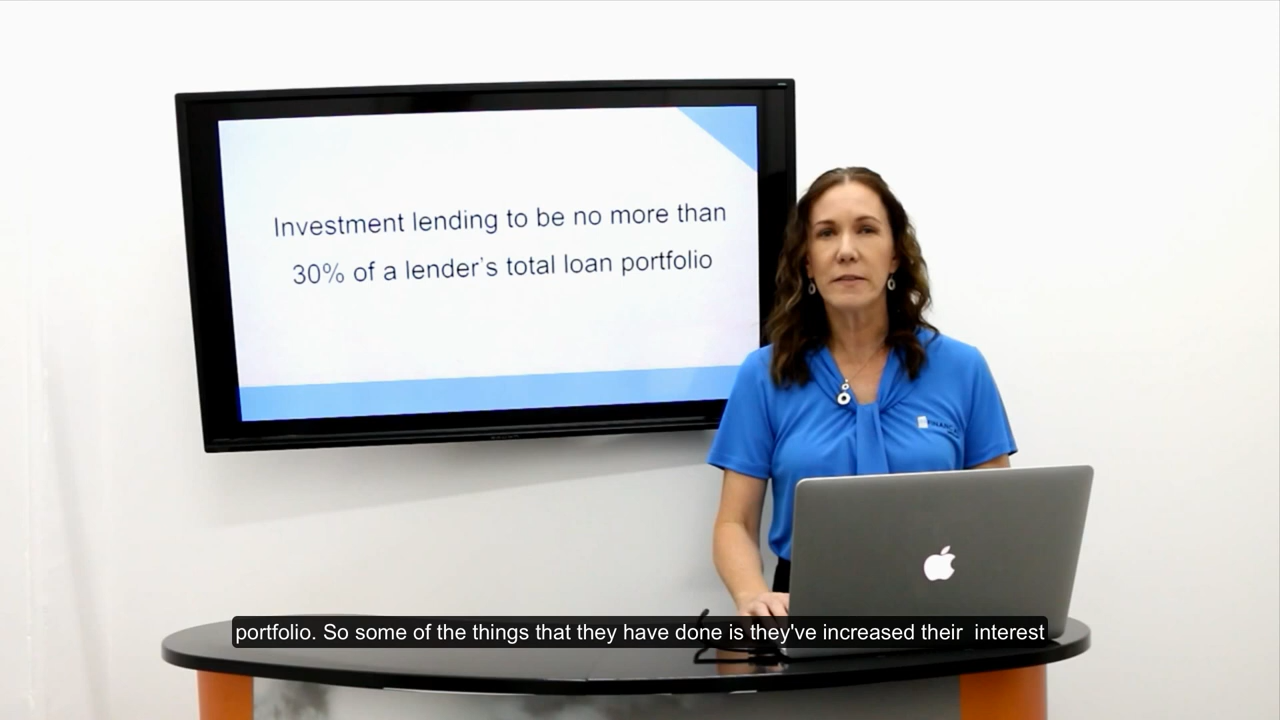 Investment lending to be no more than
30% of a lender's total loan portfolio
portfolio. So some of the things that they have done is they've increased their interest